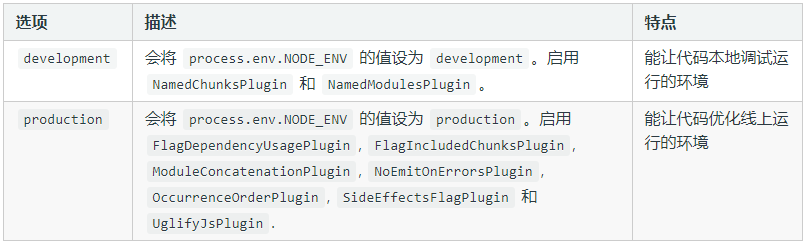 选项 描述 特点
development 会将 process.env.NODE_ENV 的值设为 development 。启用 能让代码本地调试运
NamedChunksPlugin 和 NamedModulesPlugin 。 行的环境
production 会将 process.env.NODE_ENV 的值设为 production 。启用 能让代码优化线上运
FlagDependencyUsagePlugin , FlagIncludedChunksPlugin , 行的环境
ModuleConcatenationPlugin , NoEmitOnErrorsPlugin ,
OccurrenceOrderPlugin , SideEffectsFlagPlugin 和
UglifyJsPlugin .